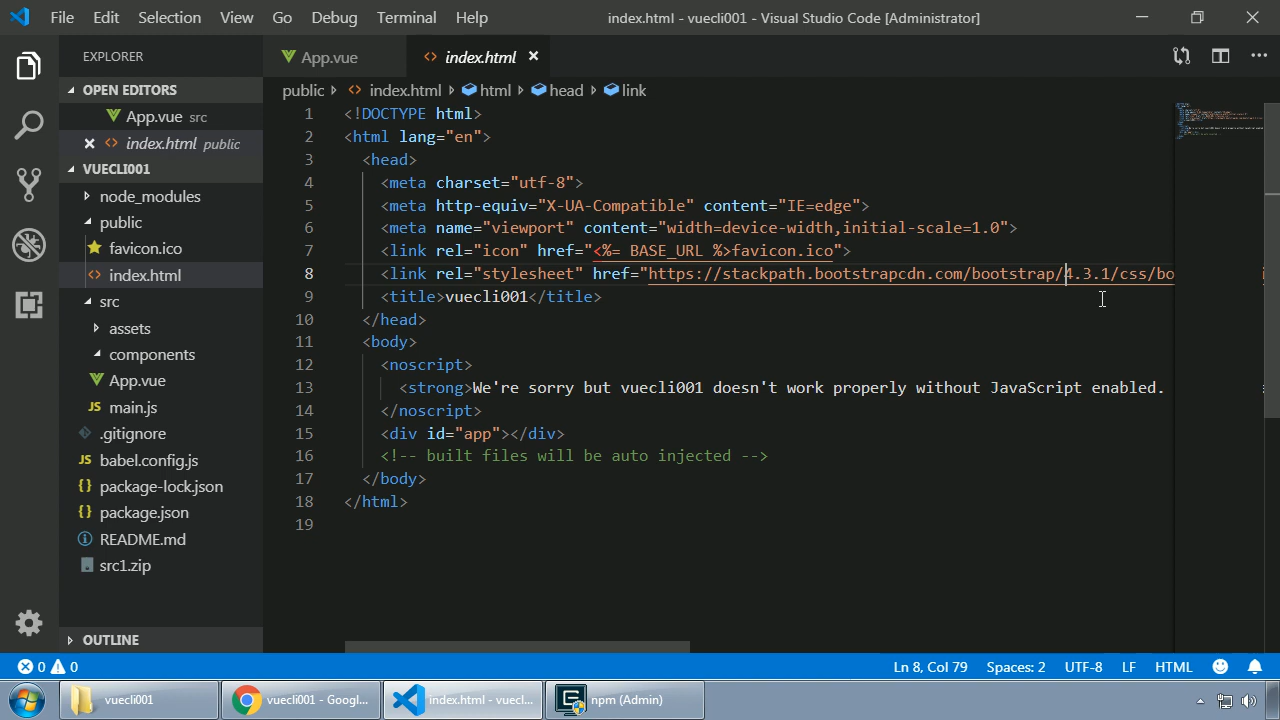 File Edit Selection View Go Debug Terminal Help
index.html - vuecli001 - Visual Studio Code [Administrator]
EXPLORER
App.vue
index.html
OPEN EDITORS
App.vue src
index.html public
VUECLI001
node_modules
public
favicon.ico
index.html
src
assets
components
App.vue
main.js
.gitignore
babel.config.js
package-lock.json
package.json
README.md
src1.zip
OUTLINE
public index.html html head link
1 <!DOCTYPE html>
2 <html lang="en">
3 <head>
4 <meta charset="utf-8">
5 <meta http-equiv="X-UA-Compatible" content="IE=edge">
6 <meta name="viewport" content="width=device-width,initial-scale=1.0">
7 <link rel="icon" href="<%= BASE_URL %>favicon.ico">
8 <link rel="stylesheet" href="https://stackpath.bootstrapcdn.com/bootstrap/4.3.1/css/bo
9 <title>vuecli001</title>
10 </head>
11 <body>
12 <noscript>
13 <strong>We're sorry but vuecli001 doesn't work properly without JavaScript enabled.
14 </noscript>
15 <div id="app"></div>
16 <!-- built files will be auto injected -->
17 </body>
18 </html>
19
0 0
Ln 8, Col 79 Spaces: 2 UTF-8 LF HTML
vuecli001
vuecli001 - Googl...
index.html - vuecl...
npm (Admin)